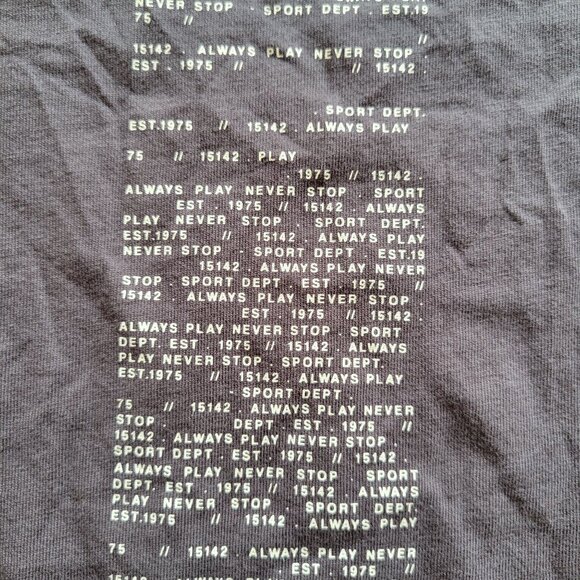 NEVER STOP . SPORT DEPT . EST.19
75 //
//
15142 . ALWAYS PLAY NEVER STOP .
EST . 1975 // // 15142 .
. SPORT DEPT.
EST.1975 // 15142 . ALWAYS PLAY
75 // 15142 . PLAY
. 1975 // 15142 .
ALWAYS PLAY NEVER STOP . SPORT
EST . 1975 // 15142 . ALWAYS
PLAY NEVER STOP . SPORT DEPT.
EST.1975 // 15142 . ALWAYS PLAY
NEVER STOP . SPORT DEPT . EST.19
15142 . ALWAYS PLAY NEVER
STOP . SPORT DEPT . EST . 1975 //
15142 . ALWAYS PLAY NEVER STOP .
EST . 1975 // 15142 .
ALWAYS PLAY NEVER STOP . SPORT
DEPT. EST . 1975 // 15142 . ALWAYS
PLAY NEVER STOP . SPORT DEPT.
EST.1975 // 15142 . ALWAYS PLAY
. SPORT DEPT .
75 // 15142 . ALWAYS PLAY NEVER
STOP . DEPT . EST . 1975 //
15142 . ALWAYS PLAY NEVER STOP .
SPORT DEPT . EST . 1975 // 15142 .
ALWAYS PLAY NEVER STOP SPORT
DEPT. EST . 1975 // 15142 . ALWAYS
PLAY NEVER STOP . SPORT DEPT.
EST.1975 // 15142 . ALWAYS PLAY
75 // 15142 . ALWAYS PLAY NEVER
. EST . 1975 //
15142 . ALWAYS PLAY NEVER STOP .